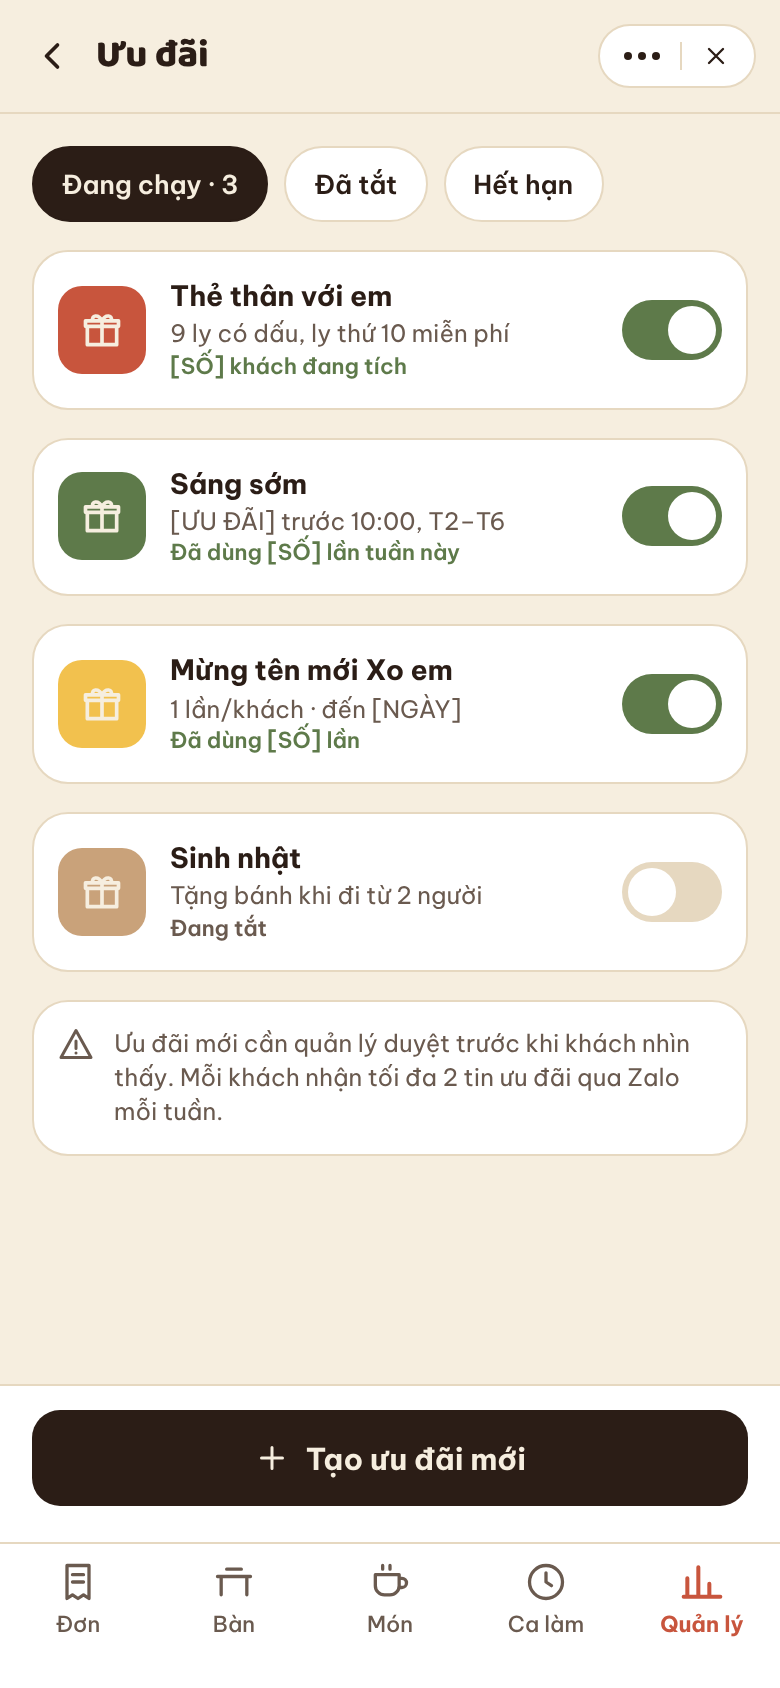 Ưu đãi
Đang chạy · 3
Đã tắt
Hết hạn
Thẻ thân với em
9 ly có dấu, ly thứ 10 miễn phí
[SỐ] khách đang tích
Sáng sớm
[ƯU ĐÃI] trước 10:00, T2–T6
Đã dùng [SỐ] lần tuần này
Mừng tên mới Xo em
1 lần/khách · đến [NGÀY]
Đã dùng [SỐ] lần
Sinh nhật
Tặng bánh khi đi từ 2 người
Đang tắt
Ưu đãi mới cần quản lý duyệt trước khi khách nhìn
thấy. Mỗi khách nhận tối đa 2 tin ưu đãi qua Zalo
mỗi tuần.
Tạo ưu đãi mới
Đơn
Bàn
Món
Ca làm
Quản lý